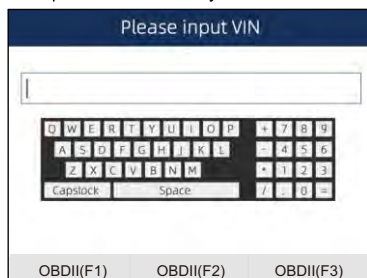 Please input VIN
Q W E R T Y U I O P + 7 8 9
A S D F G H J K L - 4 5 6
Z X C V B N M * 1 2 3
Capslock Space / . 0 =
OBDII(F1) OBDII(F2) OBDII(F3)